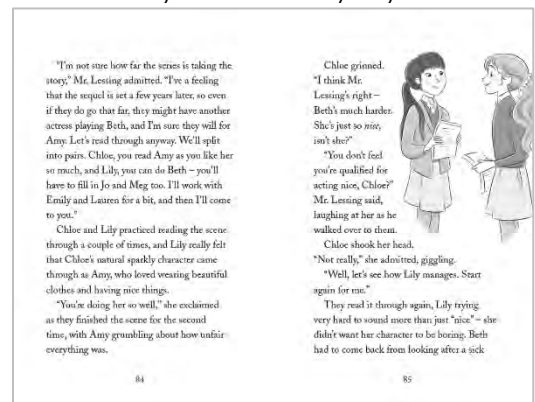 "I'm not sure how far the series is taking the
story," Mr. Lessing admitted. "I've a feeling
that the sequel is set a few years later, so even
if they do go that far, they might have another
actress playing Beth, and I'm sure they will for
Amy. Let's read through anyway. We'll split
into pairs. Chloe, you read Amy as you like her
so much, and Lily, you can do Beth – you'll
have to fill in Jo and Meg too. I'll work with
Emily and Lauren for a bit, and then I'll come
to you."
Chloe and Lily practiced reading the scene
through a couple of times, and Lily really felt
that Chloe's natural sparkly character came
through as Amy, who loved wearing beautiful
clothes and having nice things.
"You're doing her so well," she exclaimed
as they finished the scene for the second
time, with Amy grumbling about how unfair
everything was.
84
Chloe grinned.
"I think Mr.
Lessing's right –
Beth's much harder.
She's just so nice,
isn't she?"
"You don't feel
you're qualified for
acting nice, Chloe?"
Mr. Lessing said,
laughing at her as he
walked over to them.
Chloe shook her head.
"Not really," she admitted, giggling.
"Well, let's see how Lily manages. Start
again for me."
They read it through again, Lily trying
very hard to sound more than just "nice" – she
didn't want her character to be boring. Beth
had to come back from looking after a sick
85